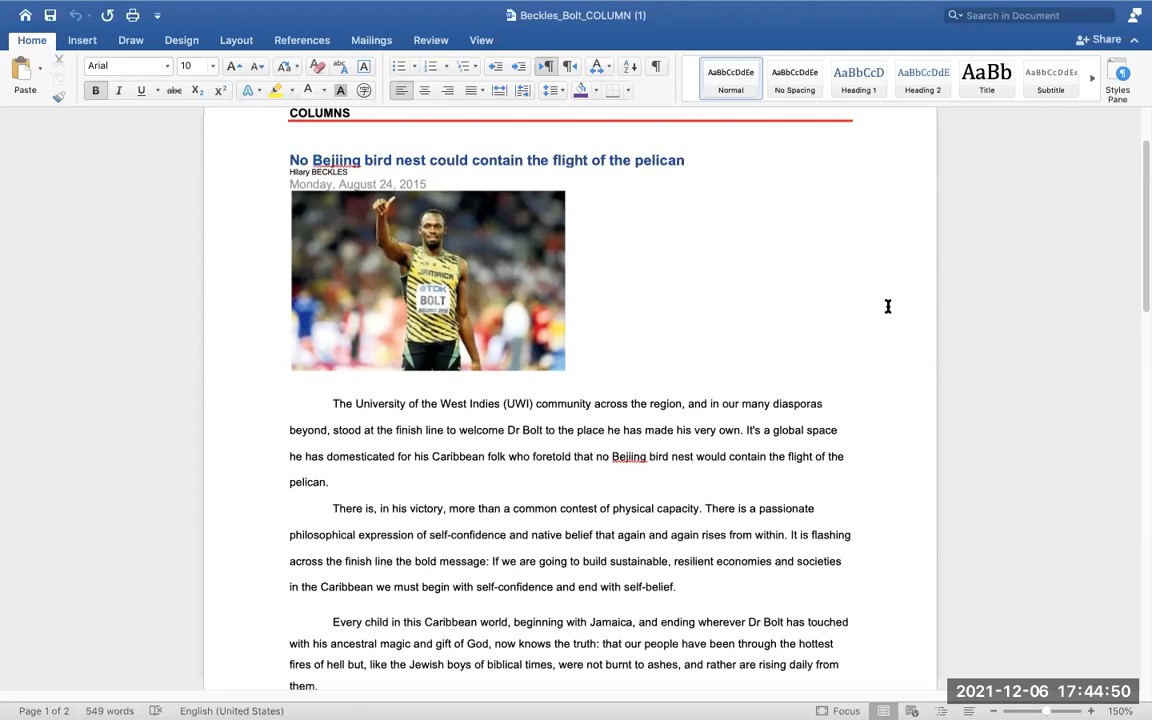 Beckles_Bolt_COLUMN (1)
Search in Document
Home Insert Draw Design Layout References Mailings Review View
Share
Paste
Arial 10
AaBbCcDdEe AaBbCcDdEe AaBbCcD AaBbCcDdE AaBb AaBbCcDdEe
Normal No Spacing Heading 1 Heading 2 Title Subtitle
Styles
Pane
COLUMNS
No Bejiing bird nest could contain the flight of the pelican
Hilary BECKLES
Monday, August 24, 2015
JAMAICA
TDK
BOLT
The University of the West Indies (UWI) community across the region, and in our many diasporas
beyond, stood at the finish line to welcome Dr Bolt to the place he has made his very own. It's a global space
he has domesticated for his Caribbean folk who foretold that no Bejiing bird nest would contain the flight of the
pelican.
There is, in his victory, more than a common contest of physical capacity. There is a passionate
philosophical expression of self-confidence and native belief that again and again rises from within. It is flashing
across the finish line the bold message: If we are going to build sustainable, resilient economies and societies
in the Caribbean we must begin with self-confidence and end with self-belief.
Every child in this Caribbean world, beginning with Jamaica, and ending wherever Dr Bolt has touched
with his ancestral magic and gift of God, now knows the truth: that our people have been through the hottest
fires of hell but, like the Jewish boys of biblical times, were not burnt to ashes, and rather are rising daily from
them.
2021-12-06 17:44:50
Page 1 of 2 549 words English (United States) Focus 150%